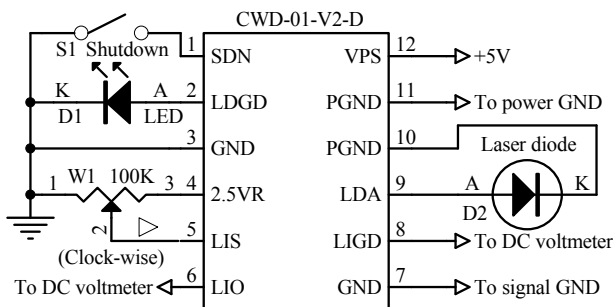 CWD-01-V2-D
S1 Shutdown
1 SDN
VPS 12
+5V
K A
D1 LED
2 LDGD
PGND 11
To power GND
3 GND
PGND 10
Laser diode
1 W1 100K 3
4 2.5VR
LDA 9
A K
D2
2
(Clock-wise)
5 LIS
LIGD 8
To DC voltmeter
To DC voltmeter
6 LIO
GND 7
To signal GND